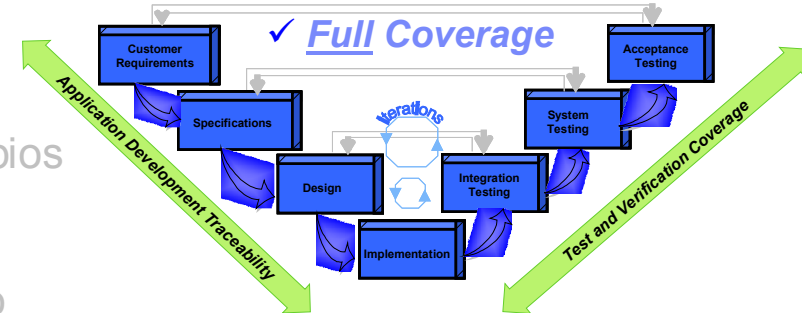 ✓ Full Coverage
Customer
Requirements
Acceptance
Testing
Specifications
Iterations
System
Testing
bios
Design
Integration
Testing
Implementation
o
Application Development Traceability
Test and Verification Coverage